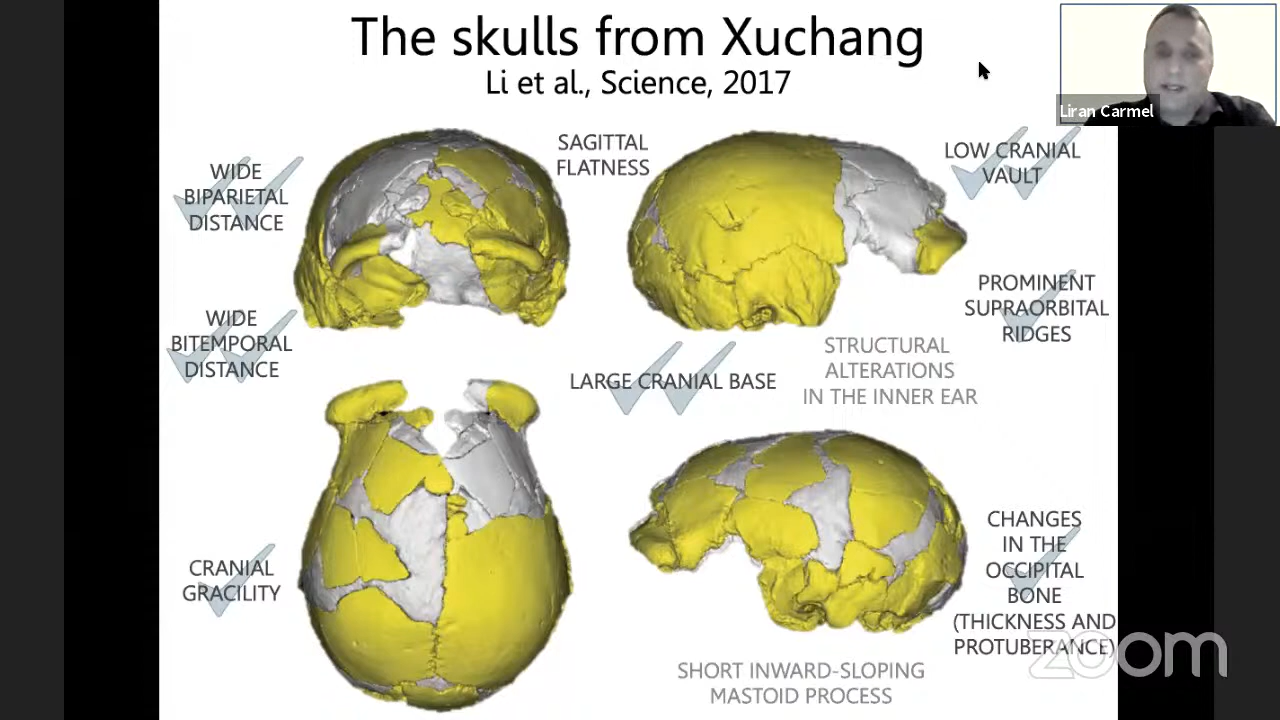 The skulls from Xuchang
Li et al., Science, 2017
Liran Carmel
WIDE
BIPARIETAL
DISTANCE
SAGITTAL
FLATNESS
LOW CRANIAL
VAULT
WIDE
BITEMPORAL
DISTANCE
PROMINENT
SUPRAORBITAL
RIDGES
LARGE CRANIAL BASE
STRUCTURAL
ALTERATIONS
IN THE INNER EAR
CRANIAL
GRACILITY
CHANGES
IN THE
OCCIPITAL
BONE
(THICKNESS AND
PROTUBERANCE)
SHORT INWARD-SLOPING
MASTOID PROCESS
zoom